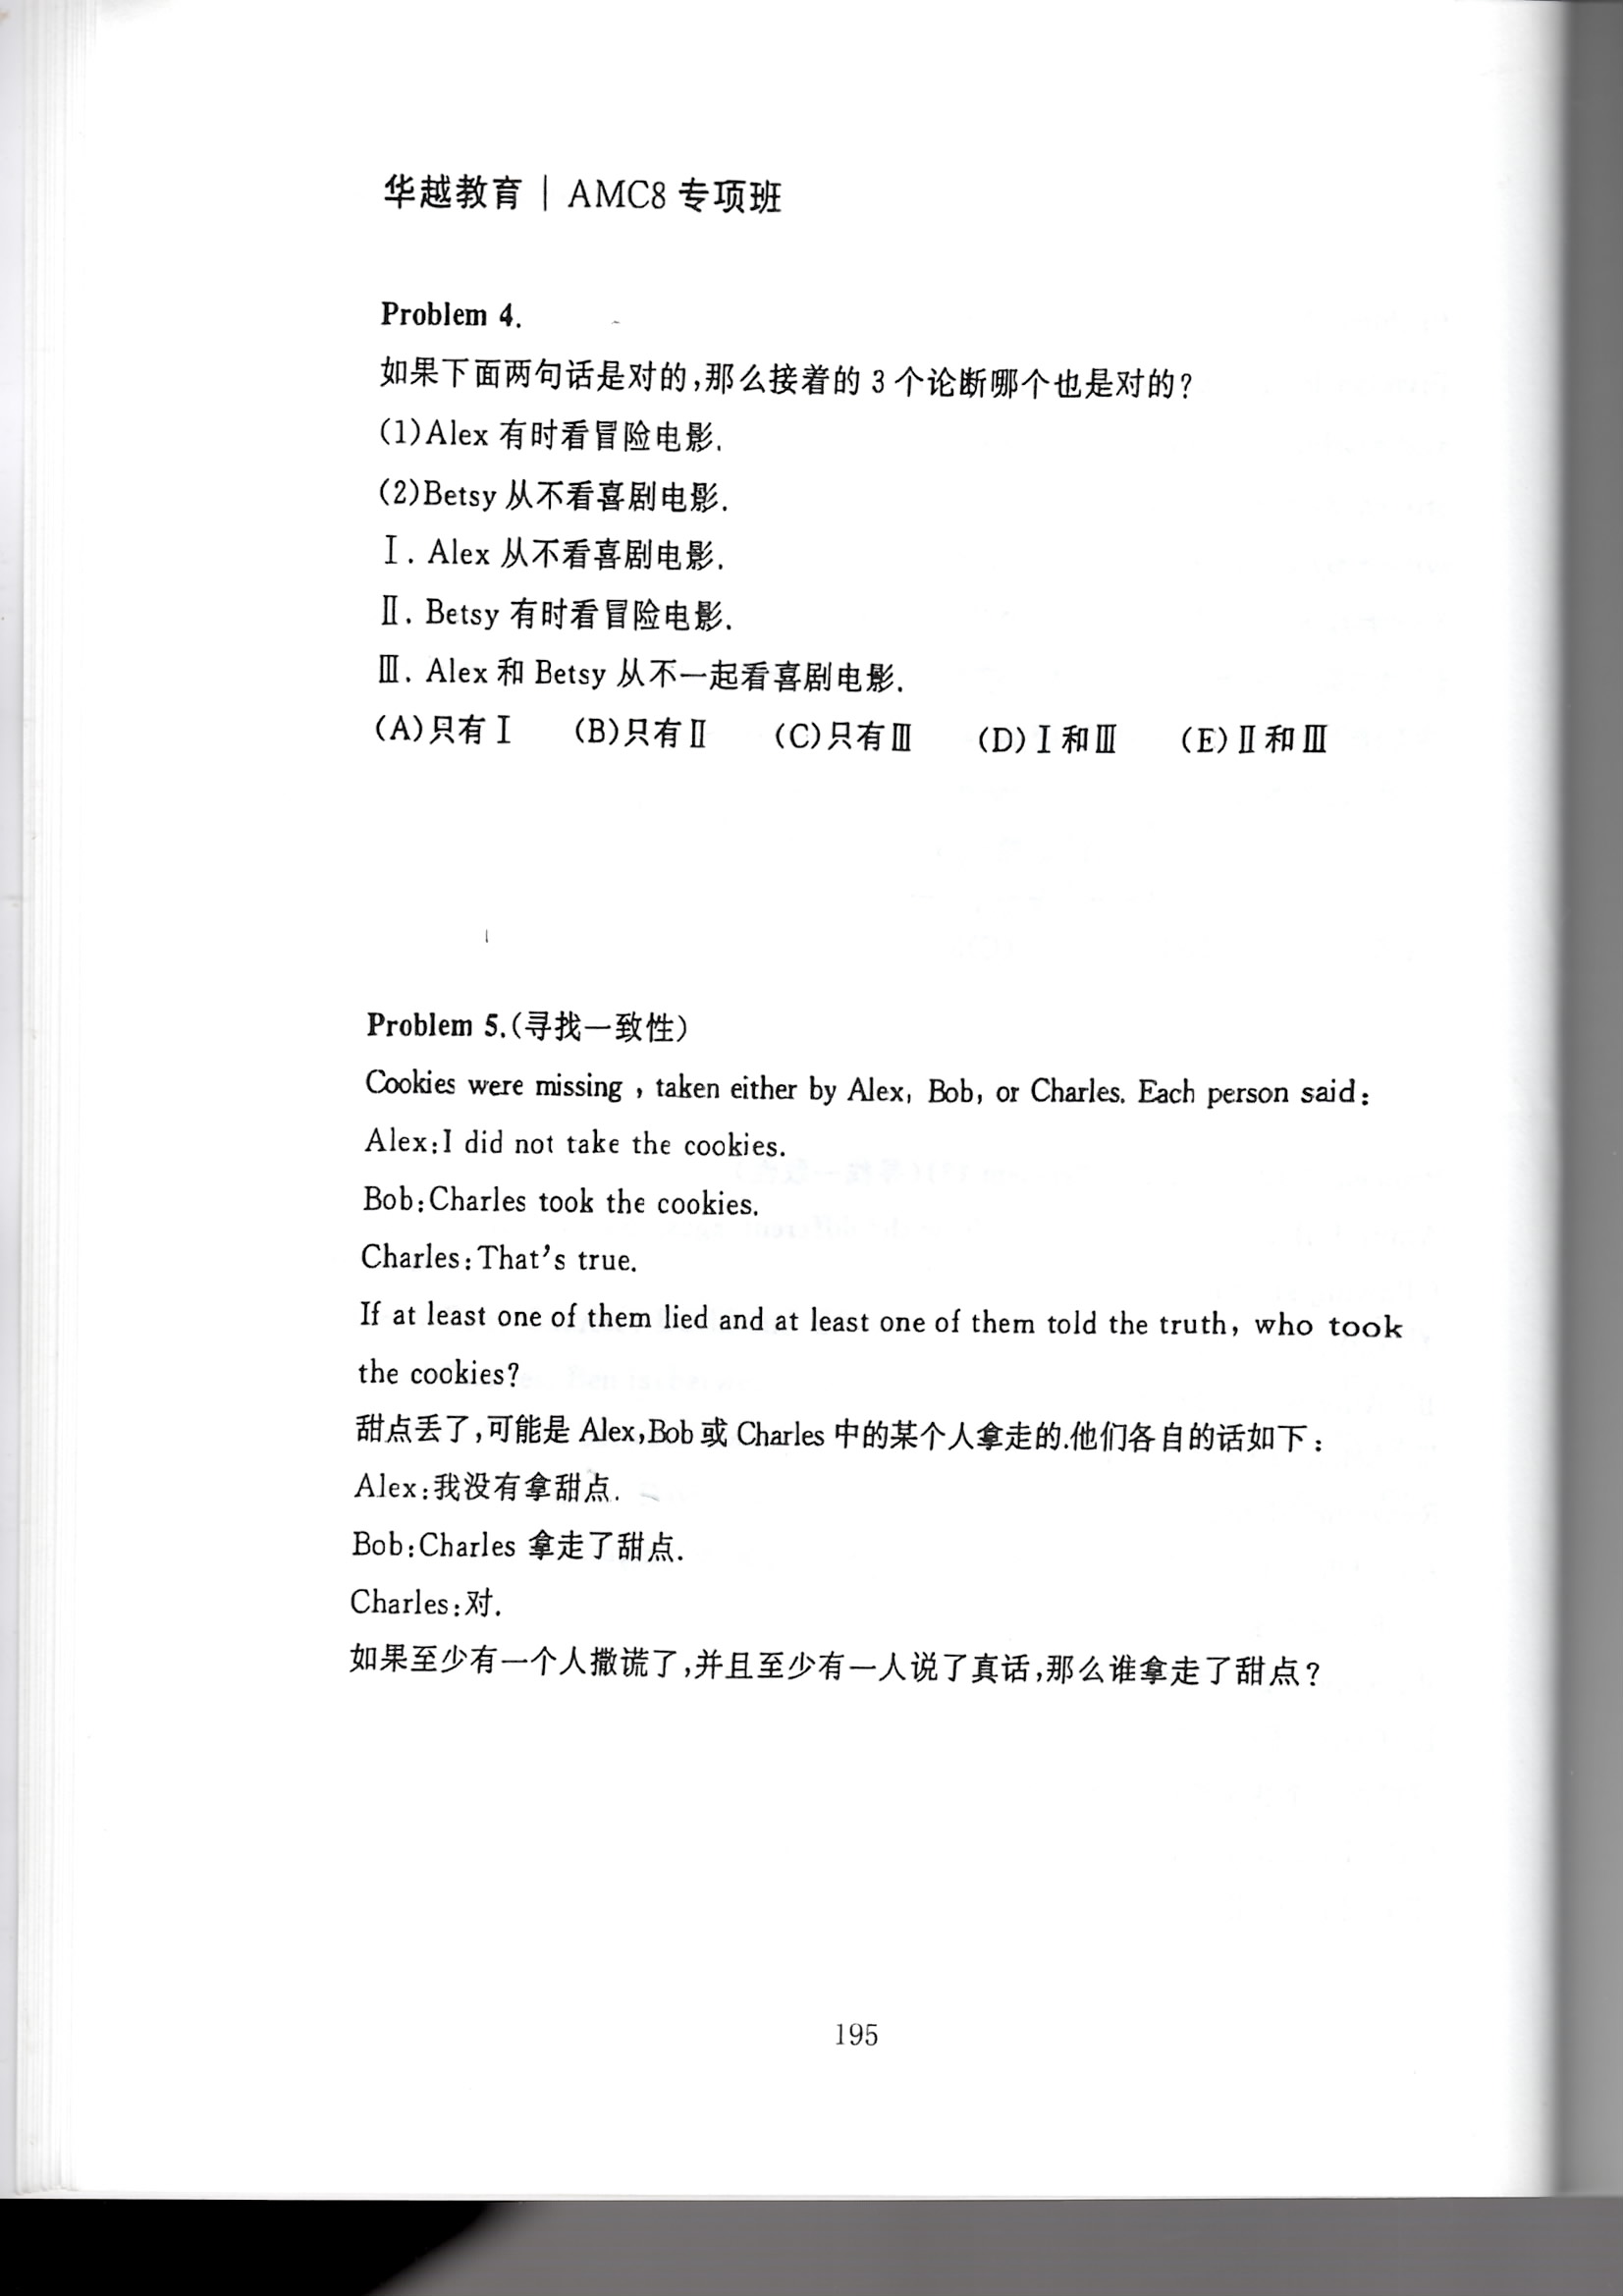 华越教育 | AMC8 专项班
Problem 4.
如果下面两句话是对的,那么接着的 3 个论断哪个也是对的?
(1)Alex 有时看冒险电影.
(2)Betsy 从不看喜剧电影.
Ⅰ. Alex 从不看喜剧电影.
Ⅱ. Betsy 有时看冒险电影.
Ⅲ. Alex 和 Betsy 从不一起看喜剧电影.
(A)只有Ⅰ (B)只有Ⅱ (C)只有Ⅲ (D)Ⅰ和Ⅲ (E)Ⅱ和Ⅲ
Problem 5.(寻找一致性)
Cookies were missing , taken either by Alex, Bob, or Charles. Each person said:
Alex:I did not take the cookies.
Bob:Charles took the cookies.
Charles:That's true.
If at least one of them lied and at least one of them told the truth, who took
the cookies?
甜点丢了,可能是 Alex,Bob 或 Charles 中的某个人拿走的.他们各自的话如下:
Alex:我没有拿甜点.
Bob:Charles 拿走了甜点.
Charles:对.
如果至少有一个人撒谎了,并且至少有一人说了真话,那么谁拿走了甜点?
195